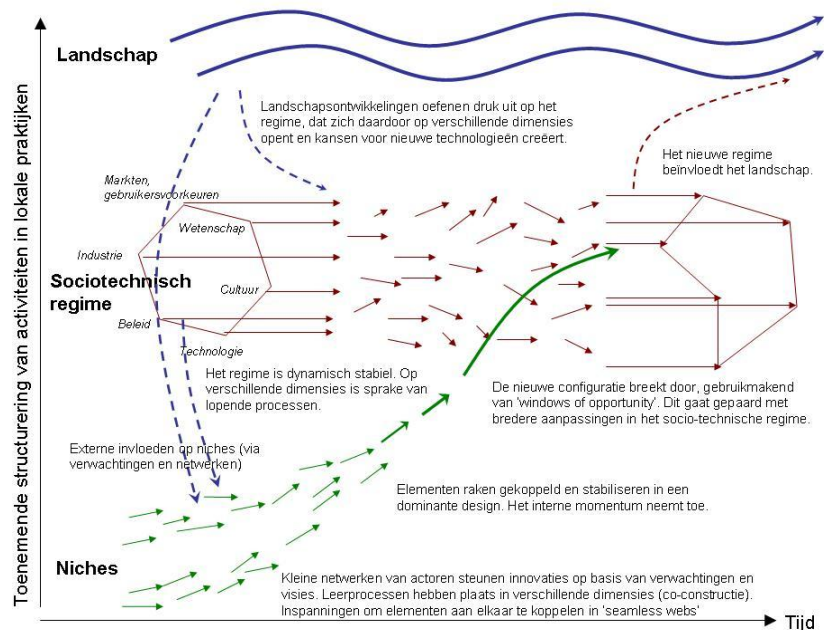 Landschap
Toenemende structurering van activiteiten in lokale praktijken
Landschapsontwikkelingen oefenen druk uit op het
regime, dat zich daardoor op verschillende dimensies
opent en kansen voor nieuwe technologieën creëert.
Het nieuwe regime
beïnvloedt het landschap.
Markten,
gebruikersvoorkeuren
Wetenschap
Industrie
Sociotechnisch
regime
Cultuur
Beleid
Technologie
Het regime is dynamisch stabiel. Op
verschillende dimensies is sprake van
lopende processen.
De nieuwe configuratie breekt door, gebruikmakend
van 'windows of opportunity'. Dit gaat gepaard met
bredere aanpassingen in het socio-technische regime.
Externe invloeden op niches (via
verwachtingen en netwerken)
Elementen raken gekoppeld en stabiliseren in een
dominante design. Het interne momentum neemt toe.
Niches
Kleine netwerken van actoren steunen innovaties op basis van verwachtingen en
visies. Leerprocessen hebben plaats in verschillende dimensies (co-constructie).
Inspanningen om elementen aan elkaar te koppelen in 'seamless webs'
Tijd